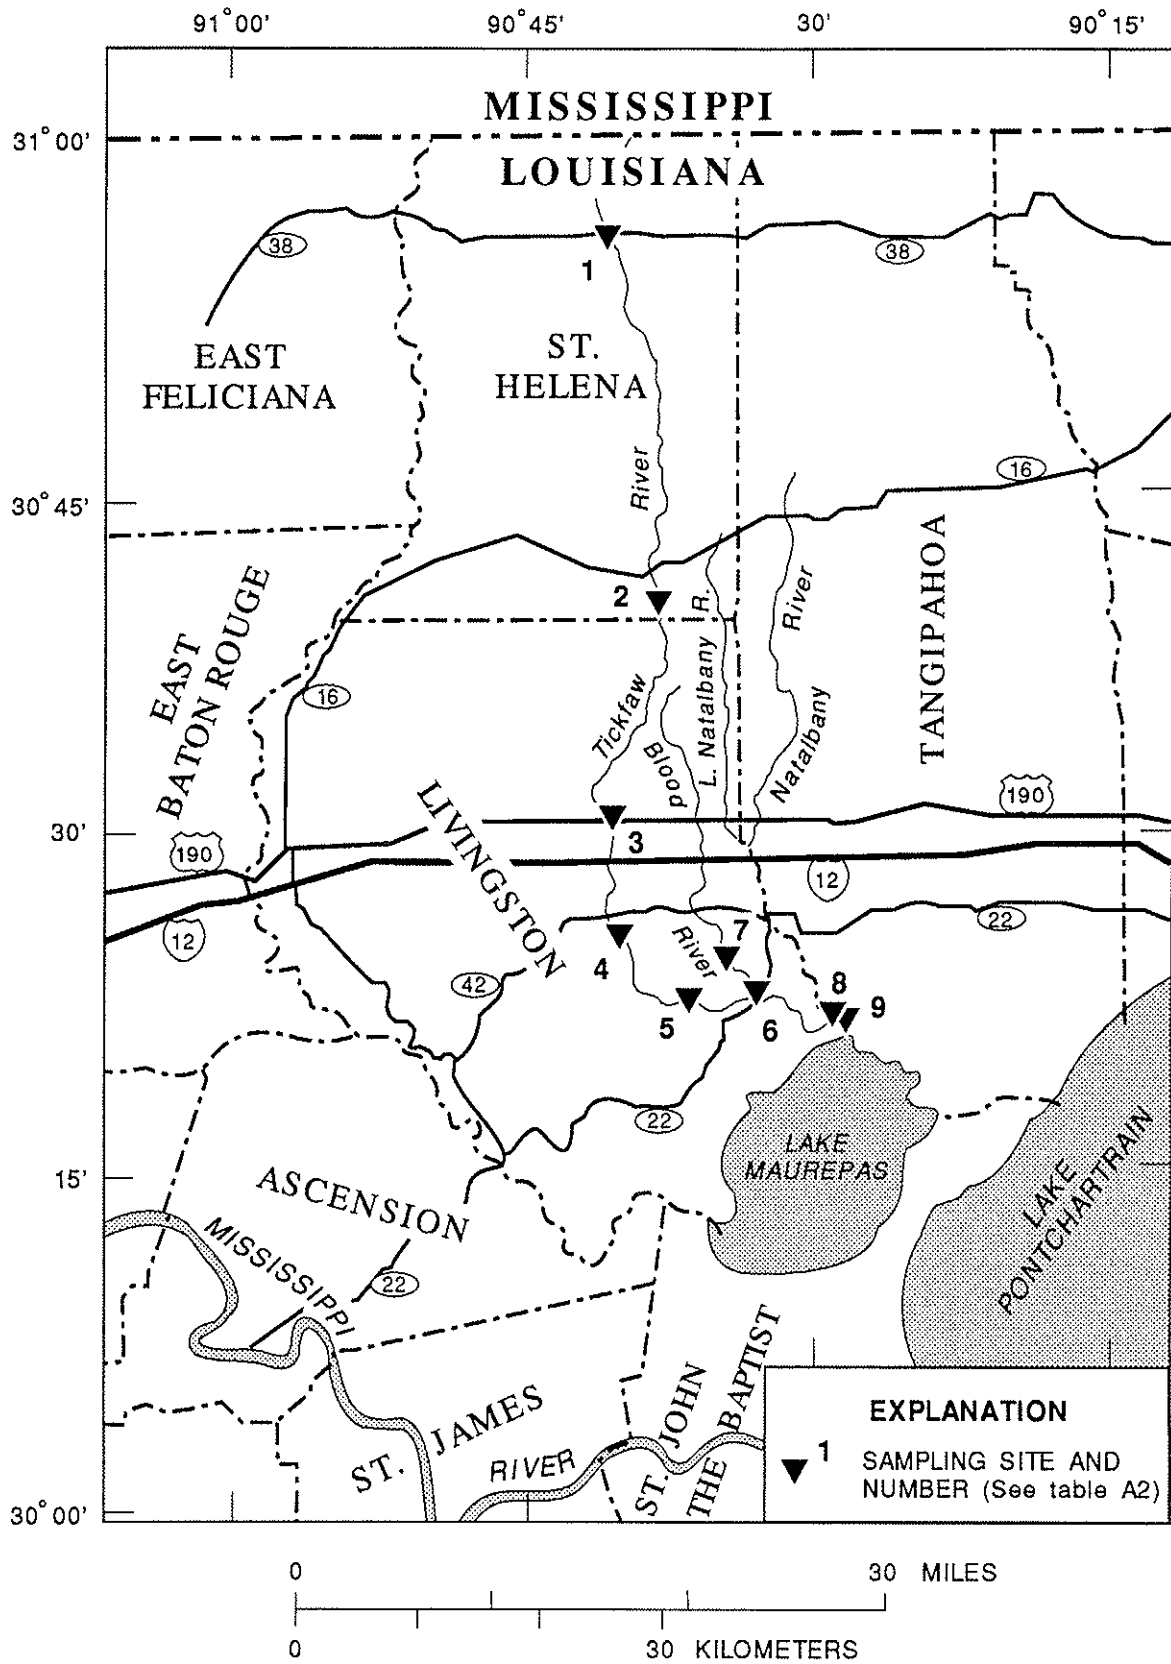 91°00'
90°45'
30'
90°15'
MISSISSIPPI
31°00'
LOUISIANA
38
38
1
EAST
FELICIANA
ST.
HELENA
River
16
30°45'
2
R.
River
TANGIPAHOA
EAST
BATON ROUGE
16
Tickfaw
Blood
L. Natalbany
Natalbany
LIVINGSTON
190
30'
3
190
12
12
22
4
River
7
42
5
6
8
9
22
LAKE
MAUREPAS
15'
LAKE
PONTCHARTRAIN
ASCENSION
MISSISSIPPI
22
ST. JAMES
RIVER
ST. JOHN
THE BAPTIST
EXPLANATION
1 SAMPLING SITE AND
NUMBER (See table A2)
30°00'
0 30 MILES
0 30 KILOMETERS